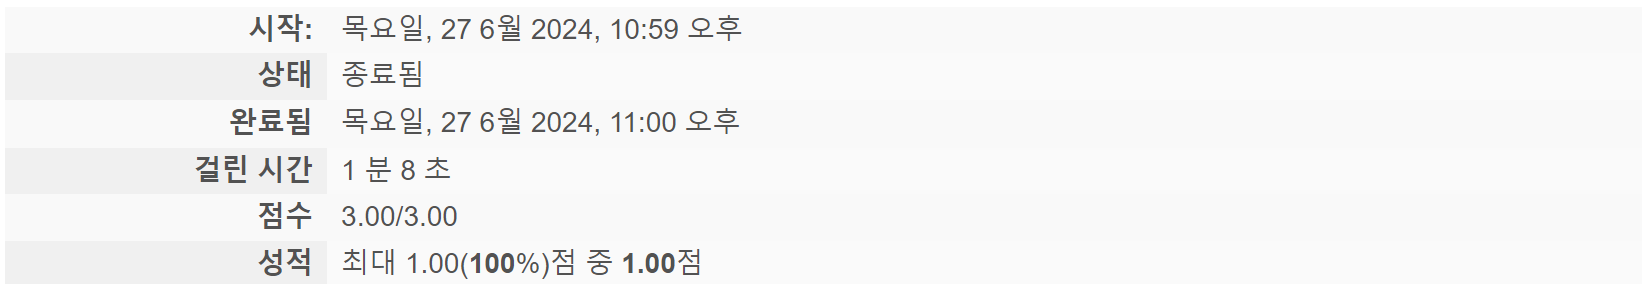 시작: 목요일, 27 6월 2024, 10:59 오후
상태 종료됨
완료됨 목요일, 27 6월 2024, 11:00 오후
걸린 시간 1 분 8 초
점수 3.00/3.00
성적 최대 1.00(100%)점 중 1.00점